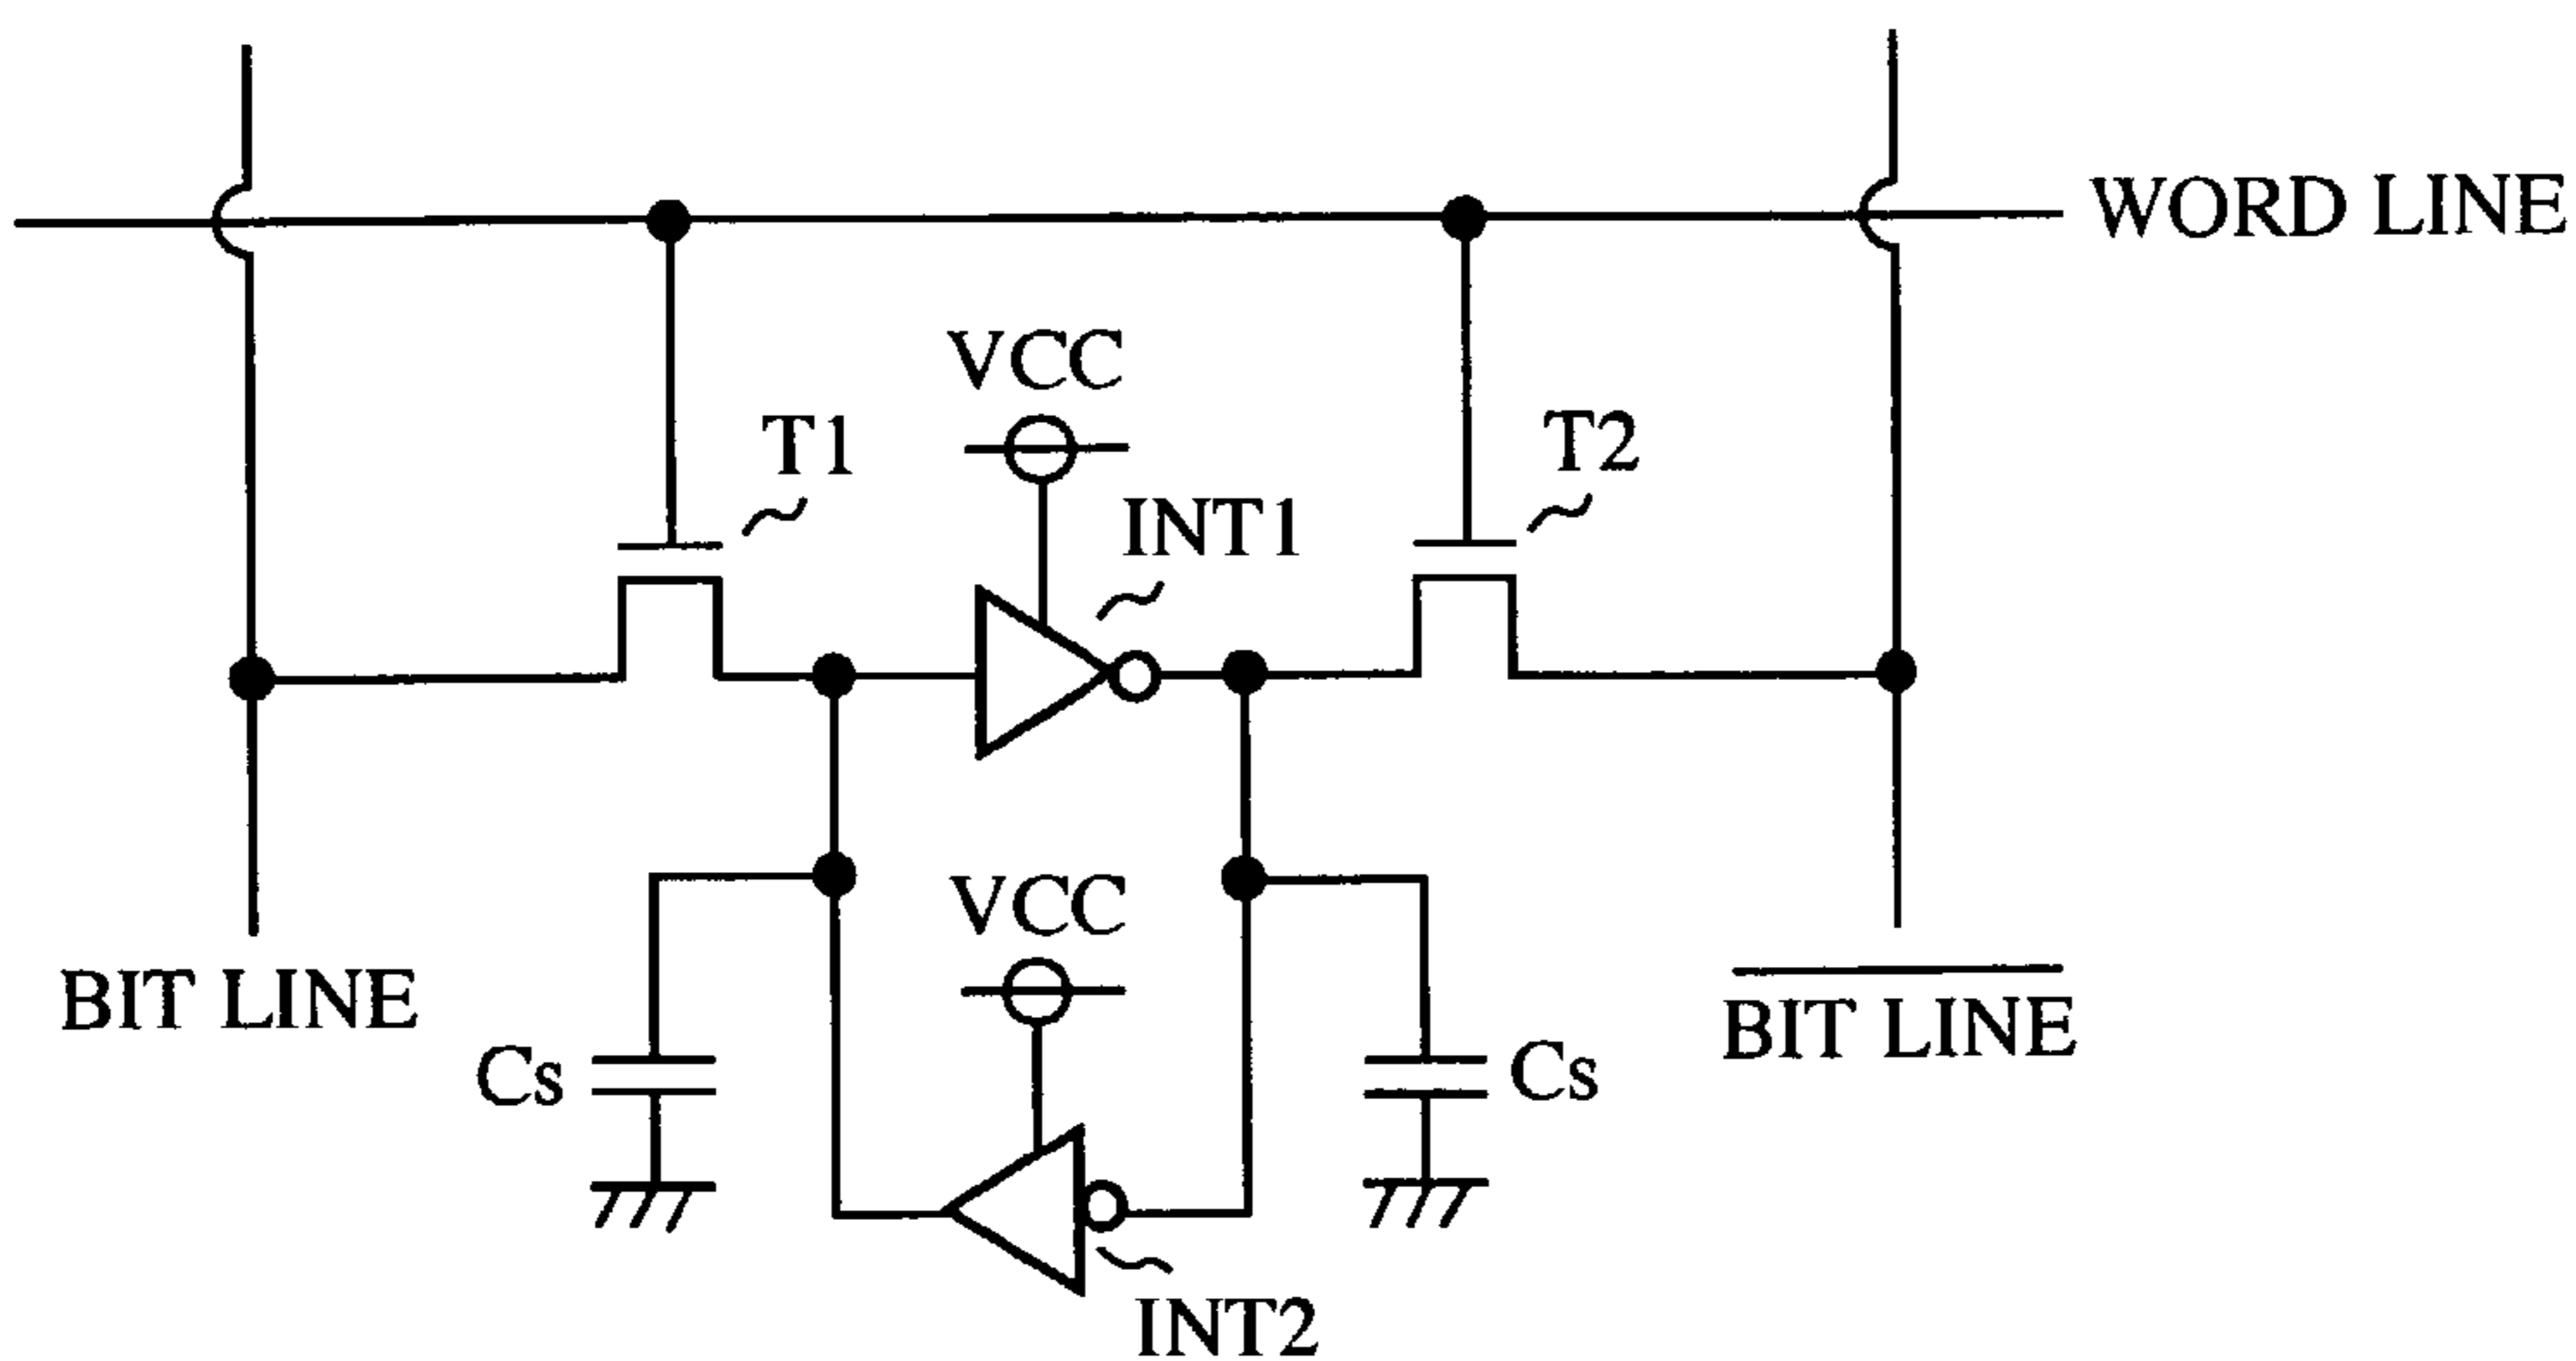 WORD LINE
VCC
T1
T2
INT1
VCC
BIT LINE
BIT LINE
Cs
Cs
INT2